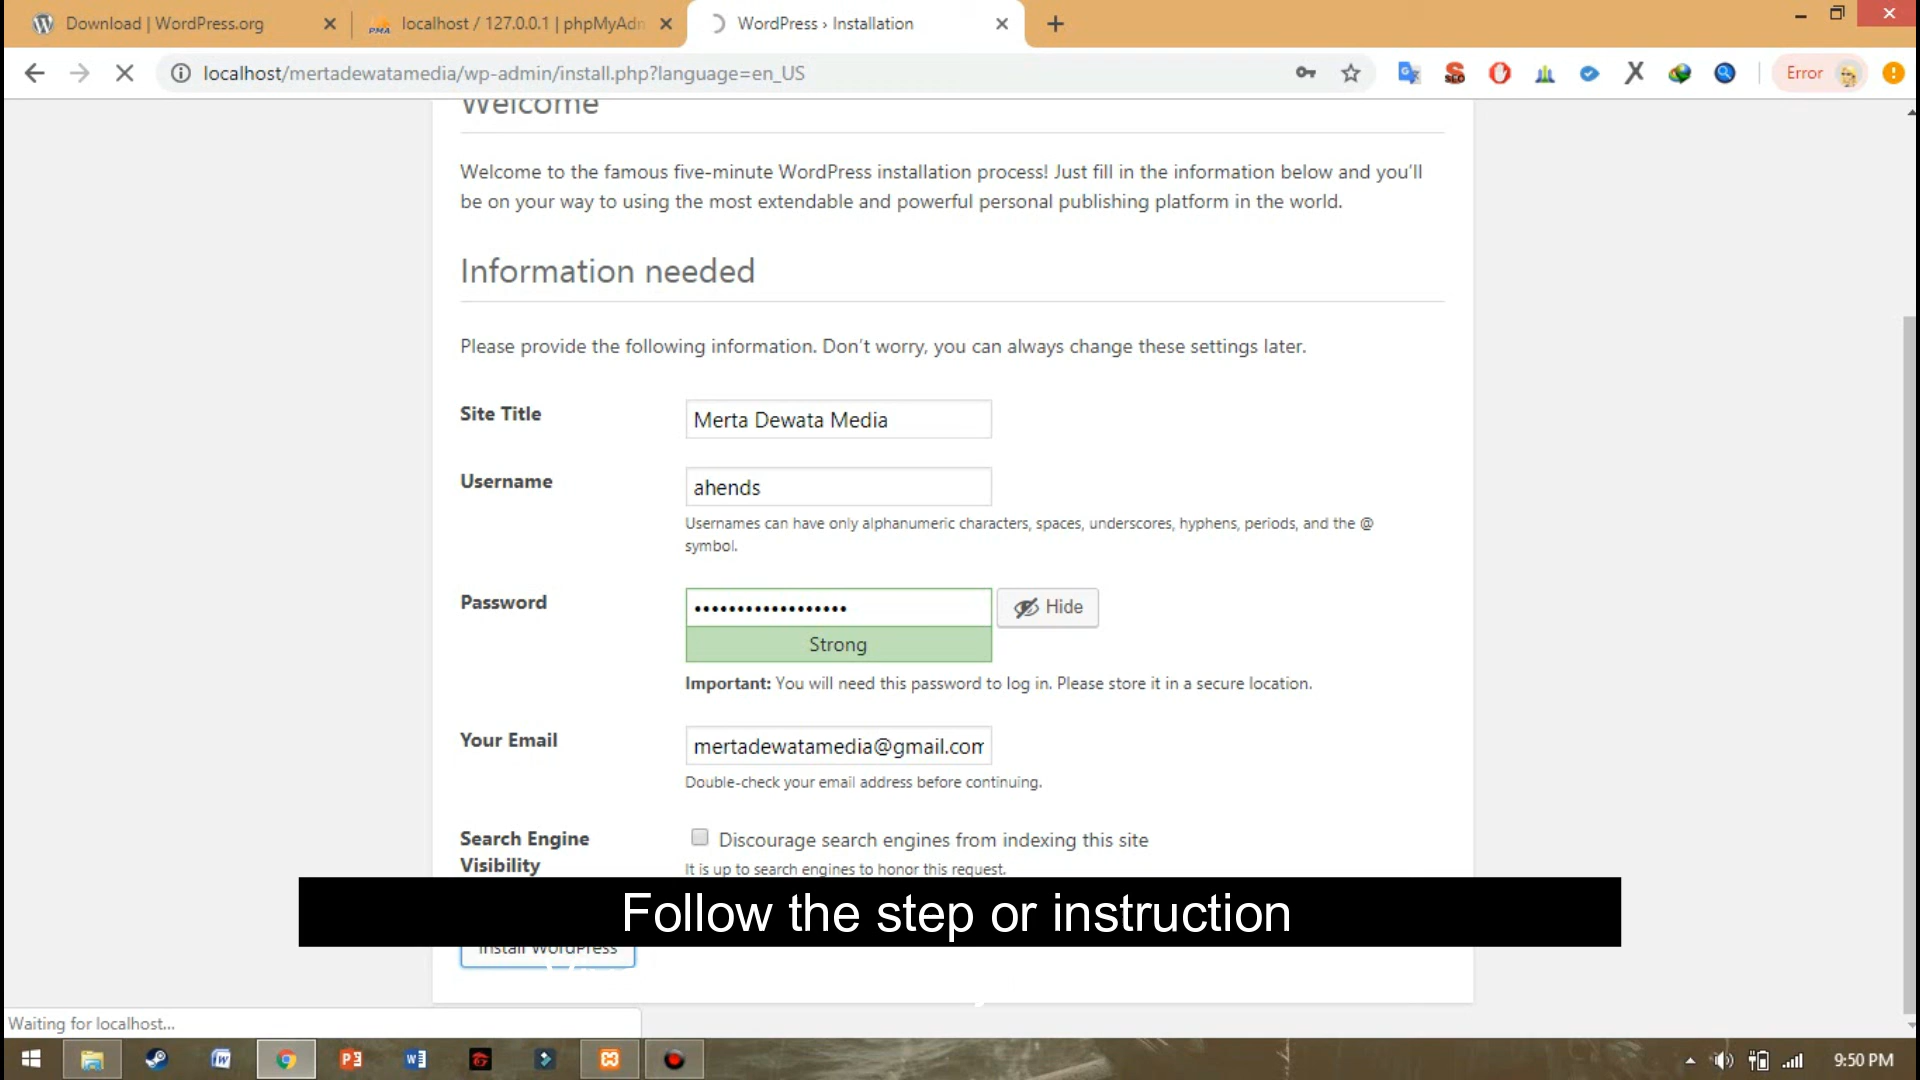 Download | WordPress.org
localhost / 127.0.0.1 | phpMyAdn
WordPress › Installation
localhost/mertadewatamedia/wp-admin/install.php?language=en_US
Error
Welcome
Welcome to the famous five-minute WordPress installation process! Just fill in the information below and you’ll
be on your way to using the most extendable and powerful personal publishing platform in the world.
Information needed
Please provide the following information. Don’t worry, you can always change these settings later.
Site Title
Merta Dewata Media
Username
ahends
Usernames can have only alphanumeric characters, spaces, underscores, hyphens, periods, and the @
symbol.
Password
••••••••••••••••••
Hide
Strong
Important: You will need this password to log in. Please store it in a secure location.
Your Email
mertadewatamedia@gmail.com
Double-check your email address before continuing.
Search Engine
Visibility
Discourage search engines from indexing this site
It is up to search engines to honor this request.
Follow the step or instruction
Install WordPress
Waiting for localhost...
9:50 PM